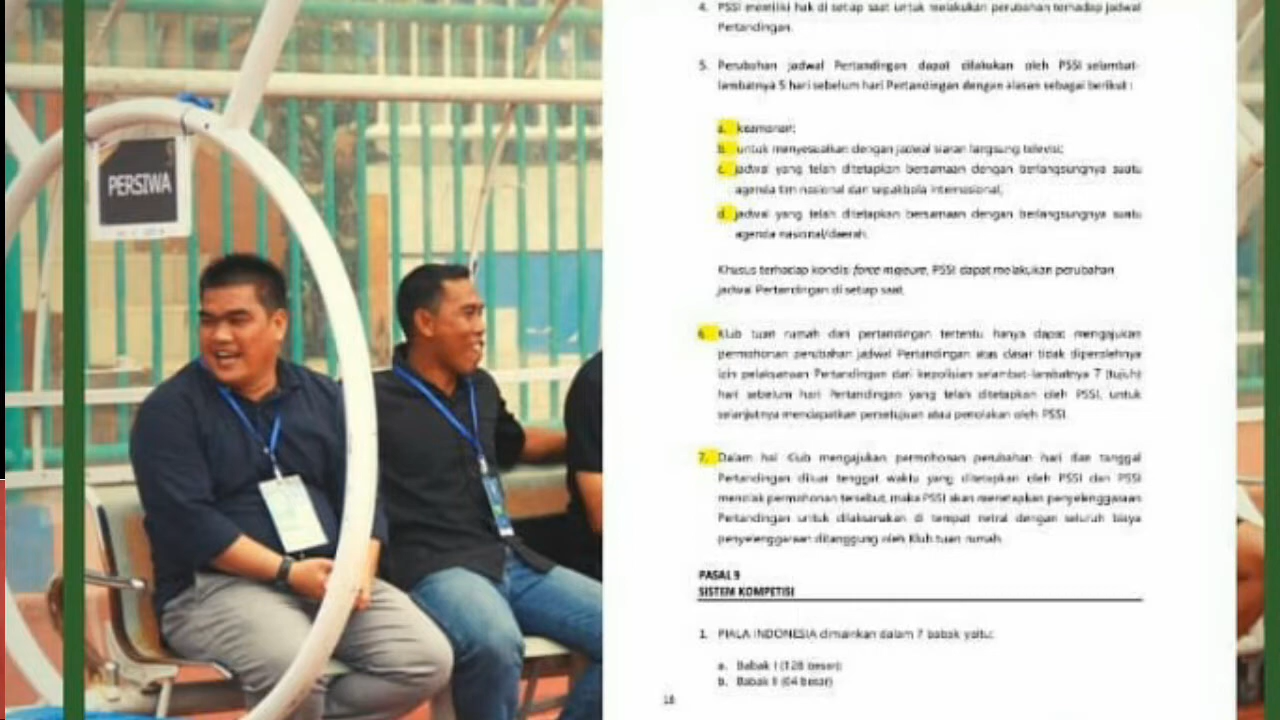 PERSIWA
4. PSSI memiliki hak di setiap saat untuk melakukan perubahan terhadap jadwal
Pertandingan.
5. Perubahan jadwal Pertandingan dapat dilakukan oleh PSSI selambat-
lambatnya 5 hari sebelum hari Pertandingan dengan alasan sebagai berikut :
a. keamanan;
b. untuk menyesuaikan dengan jadwal siaran langsung televisi;
c. jadwal yang telah ditetapkan bersamaan dengan berlangsungnya suatu
agenda tim nasional dan sepakbola internasional;
d. jadwal yang telah ditetapkan bersamaan dengan berlangsungnya suatu
agenda nasional/daerah.
Khusus terhadap kondisi force majeure, PSSI dapat melakukan perubahan
jadwal Pertandingan di setiap saat.
6. Klub tuan rumah dari pertandingan tertentu hanya dapat mengajukan
permohonan perubahan jadwal Pertandingan atas dasar tidak diperolehnya
izin pelaksanaan Pertandingan dari kepolisian selambat-lambatnya 7 (tujuh)
hari sebelum hari Pertandingan yang telah ditetapkan oleh PSSI, untuk
selanjutnya mendapatkan persetujuan atau penolakan oleh PSSI.
7. Dalam hal Klub mengajukan permohonan perubahan hari dan tanggal
Pertandingan diluar tenggat waktu yang ditetapkan oleh PSSI dan PSSI
menolak permohonan tersebut, maka PSSI akan menetapkan penyelenggaraan
Pertandingan untuk dilaksanakan di tempat netral dengan seluruh biaya
penyelenggaraan ditanggung oleh Klub tuan rumah.
PASAL 9
SISTEM KOMPETISI
1. PIALA INDONESIA dimainkan dalam 7 babak yaitu:
a. Babak I (128 besar)
b. Babak II (64 besar)
18